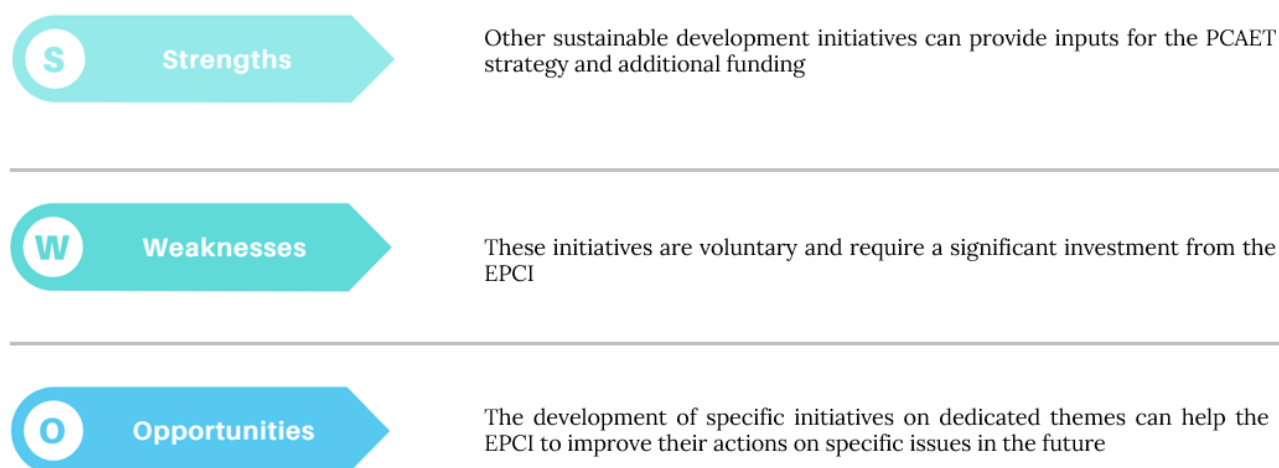 S
Strengths
Other sustainable development initiatives can provide inputs for the PCAET
strategy and additional funding
W
Weaknesses
These initiatives are voluntary and require a significant investment from the
EPCI
O
Opportunities
The development of specific initiatives on dedicated themes can help the
EPCI to improve their actions on specific issues in the future